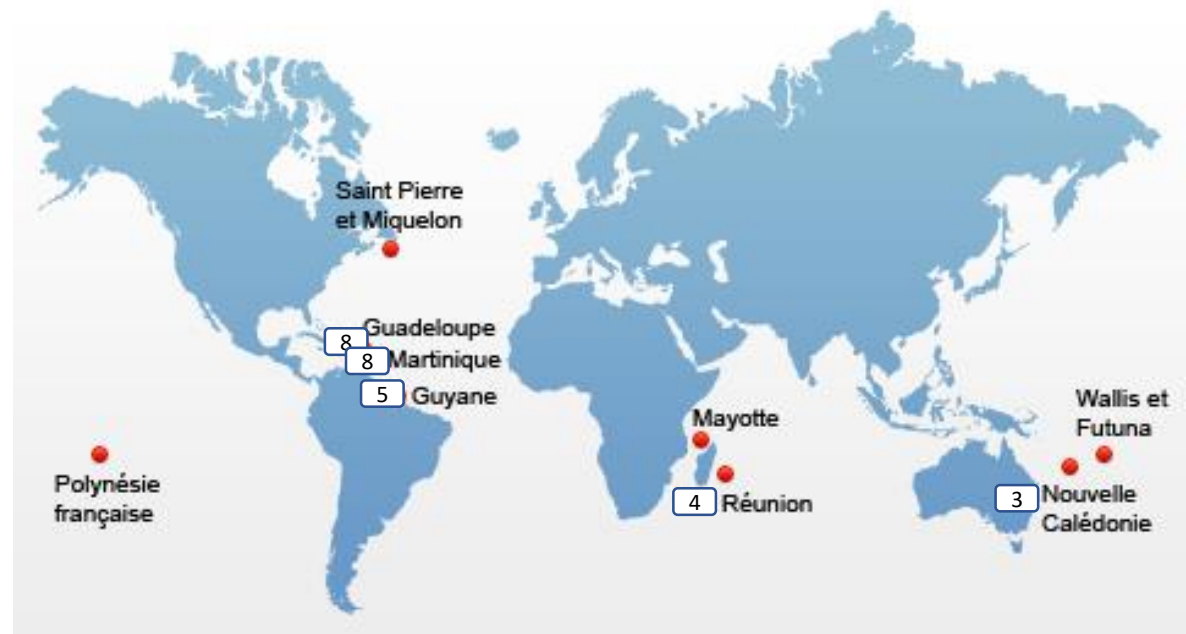 Saint Pierre
et Miquelon
8 Guadeloupe
8 Martinique
5 Guyane
Mayotte
Wallis et
Futuna
Polynésie
française
4 Réunion
3 Nouvelle
Calédonie